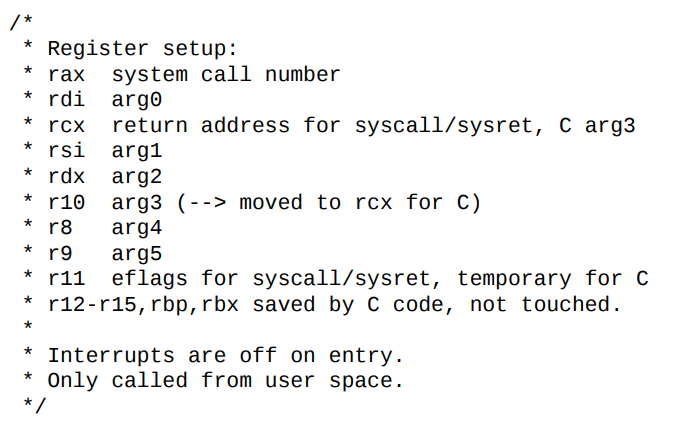 /*
 * Register setup:
 * rax  system call number
 * rdi  arg0
 * rcx  return address for syscall/sysret, C arg3
 * rsi  arg1
 * rdx  arg2
 * r10  arg3 (--> moved to rcx for C)
 * r8   arg4
 * r9   arg5
 * r11  eflags for syscall/sysret, temporary for C
 * r12-r15,rbp,rbx saved by C code, not touched.
 *
 * Interrupts are off on entry.
 * Only called from user space.
 */